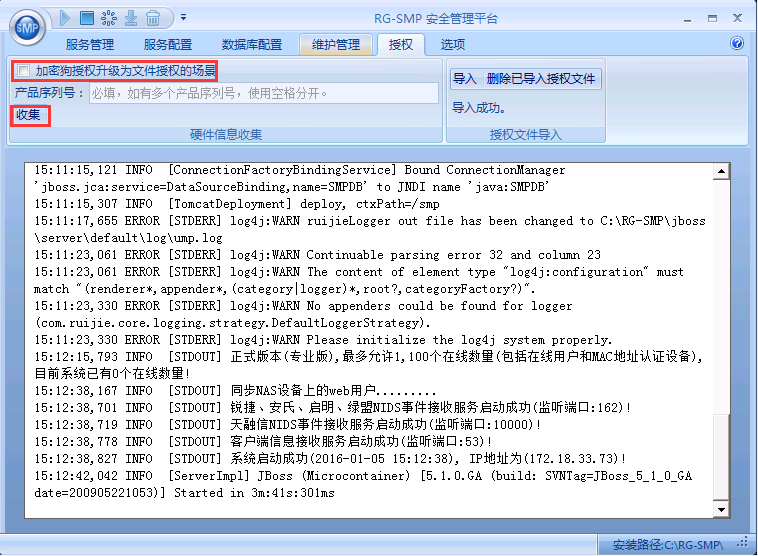 SMP
RG-SMP 安全管理平台
服务管理 服务配置 数据库配置 维护管理 授权 选项
加密狗授权升级为文件授权的场景
产品序列号： 必填，如有多个产品序列号，使用空格分开。
收集
硬件信息收集
导入 删除已导入授权文件
导入成功。
授权文件导入
15:11:15,121 INFO  [ConnectionFactoryBindingService] Bound ConnectionManager
'jboss.jca:service=DataSourceBinding,name=SMPDB' to JNDI name 'java:SMPDB'
15:11:15,307 INFO  [TomcatDeployment] deploy, ctxPath=/smp
15:11:17,655 ERROR [STDERR] log4j:WARN ruijieLogger out file has been changed to C:\RG-SMP\jboss
\server\default\log\ump.log
15:11:23,061 ERROR [STDERR] log4j:WARN Continuable parsing error 32 and column 23
15:11:23,061 ERROR [STDERR] log4j:WARN The content of element type "log4j:configuration" must
match "(renderer*,appender*,(category|logger)*,root?,categoryFactory?)".
15:11:23,330 ERROR [STDERR] log4j:WARN No appenders could be found for logger
(com.ruijie.core.logging.strategy.DefaultLoggerStrategy).
15:11:23,330 ERROR [STDERR] log4j:WARN Please initialize the log4j system properly.
15:12:15,793 INFO  [STDOUT] 正式版本(专业版),最多允许1,100个在线数量(包括在线用户和MAC地址认证设备),
目前系统已有0个在线数量!
15:12:38,167 INFO  [STDOUT] 同步NAS设备上的web用户.........
15:12:38,701 INFO  [STDOUT] 锐捷、安氏、启明、绿盟NIDS事件接收服务启动成功(监听端口:162)!
15:12:38,719 INFO  [STDOUT] 天融信NIDS事件接收服务启动成功(监听端口:10000)!
15:12:38,778 INFO  [STDOUT] 客户端信息接收服务启动成功(监听端口:53)!
15:12:38,827 INFO  [STDOUT] 系统启动成功(2016-01-05 15:12:38), IP地址为(172.18.33.73)!
15:12:42,042 INFO  [ServerImpl] JBoss (Microcontainer) [5.1.0.GA (build: SVNTag=JBoss_5_1_0_GA
date=200905221053)] Started in 3m:41s:301ms
安装路径:C:\RG-SMP\